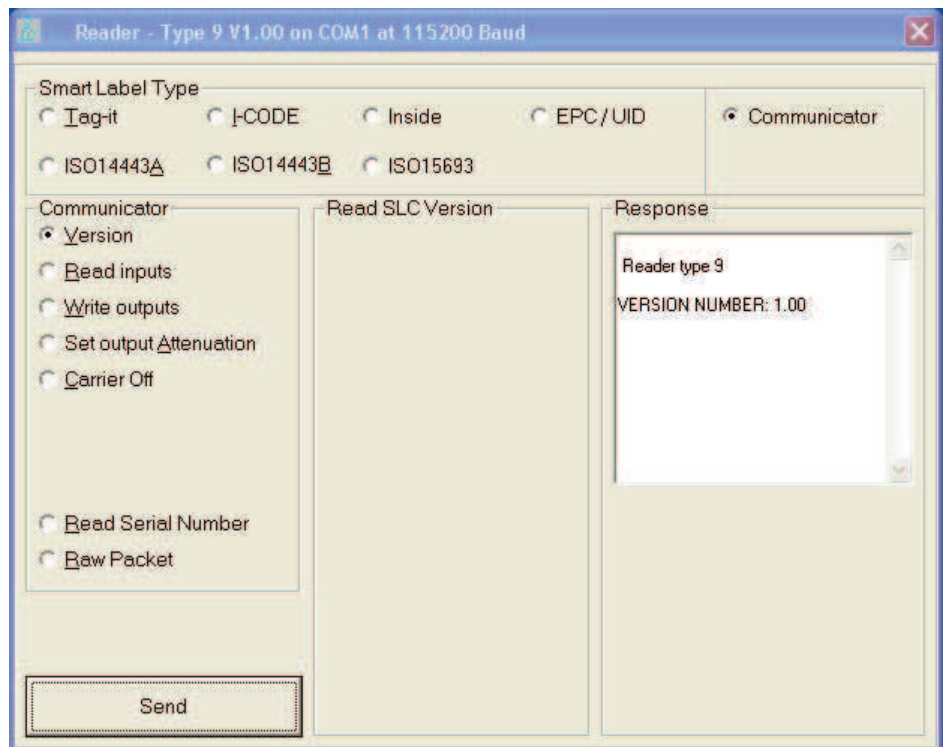 Reader - Type 9 V1.00 on COM1 at 115200 Baud
Smart Label Type
Tag-it
I-CODE
Inside
EPC / UID
Communicator
ISO14443A
ISO14443B
ISO15693
Communicator
Version
Read inputs
Write outputs
Set output Attenuation
Carrier Off
Read Serial Number
Raw Packet
Send
Read SLC Version
Response
Reader type 9
VERSION NUMBER: 1.00